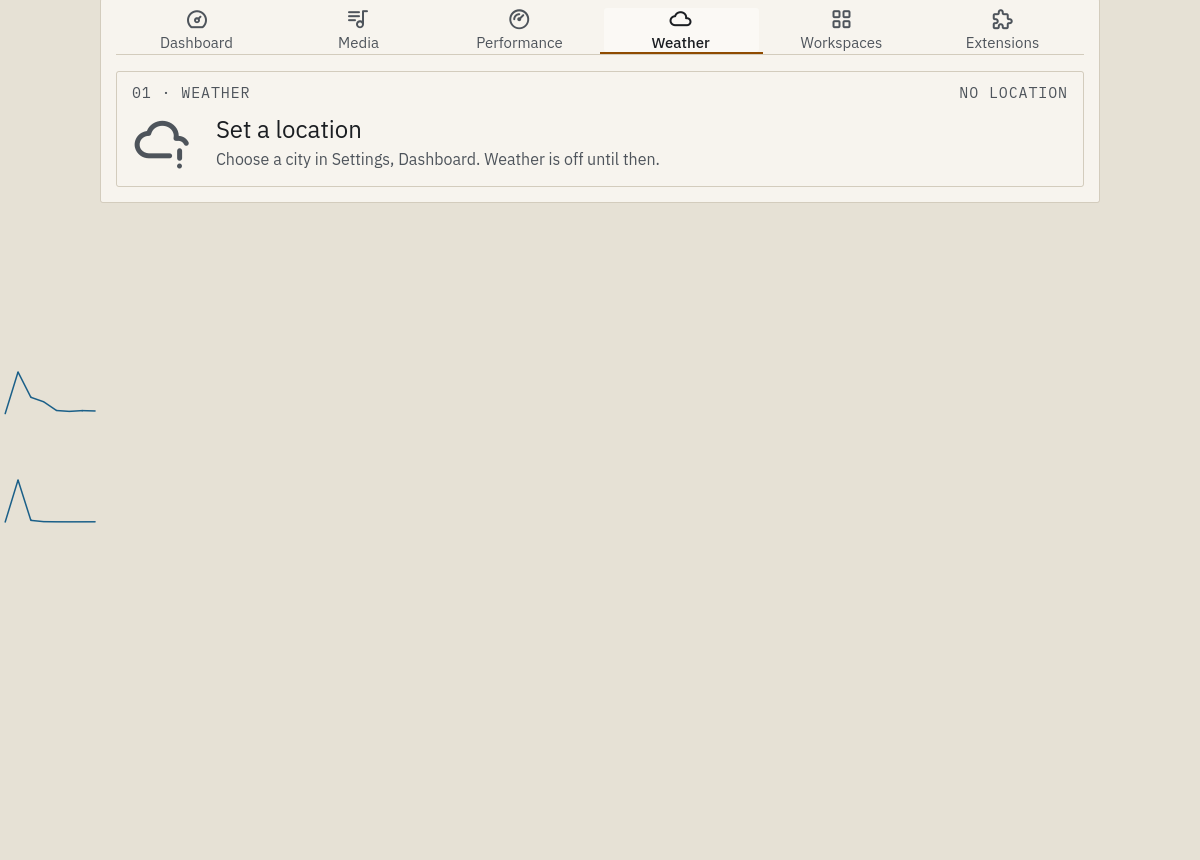 Dashboard Media Performance Weather Workspaces Extensions
01 · WEATHER NO LOCATION
Set a location
Choose a city in Settings, Dashboard. Weather is off until then.